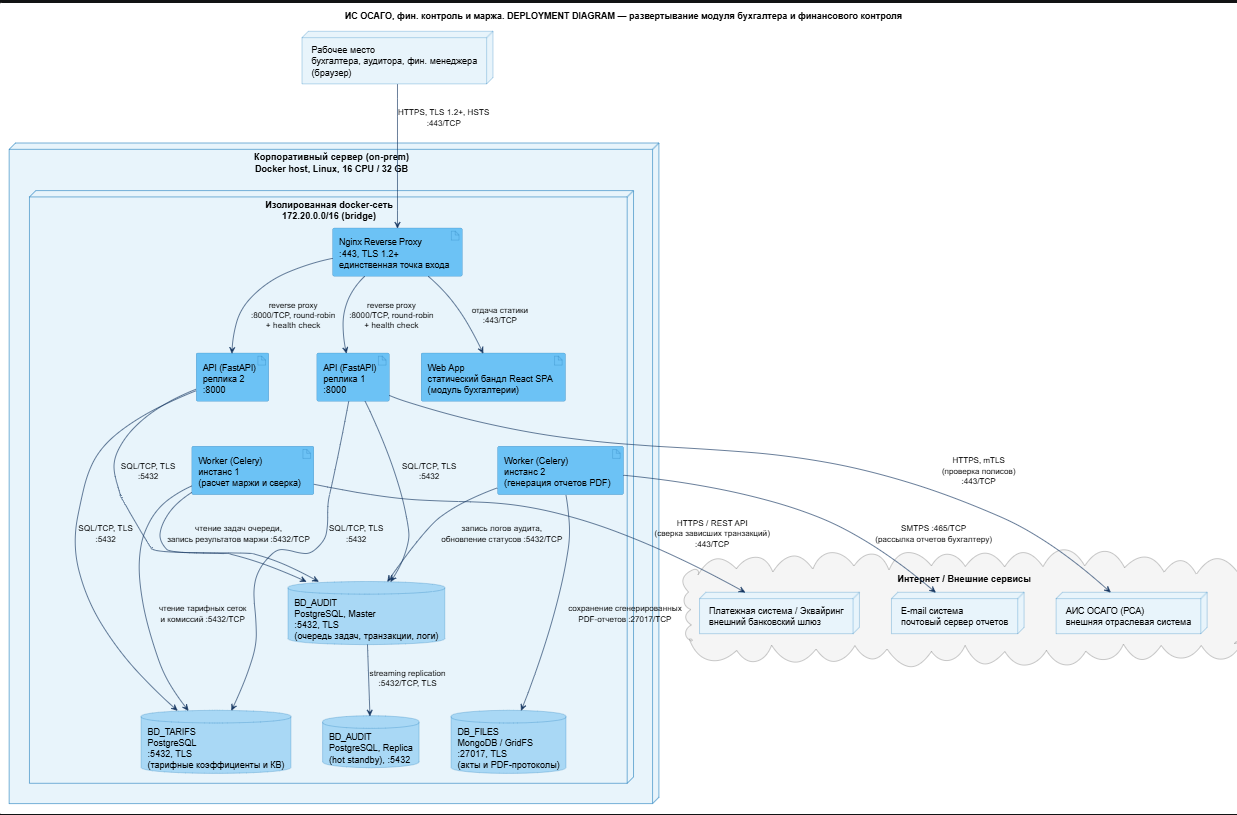 ИС ОСАГО, фин. контроль и маржа. DEPLOYMENT DIAGRAM — развертывание модуля бухгалтера и финансового контроля
Рабочее место
бухгалтера, аудитора, фин. менеджера
(браузер)
HTTPS, TLS 1.2+, HSTS
:443/TCP
Корпоративный сервер (on-prem)
Docker host, Linux, 16 CPU / 32 GB
Изолированная docker-сеть
172.20.0.0/16 (bridge)
Nginx Reverse Proxy
:443, TLS 1.2+
единственная точка входа
reverse proxy
:8000/TCP, round-robin
+ health check
reverse proxy
:8000/TCP, round-robin
+ health check
отдача статики
:443/TCP
API (FastAPI)
реплика 2
:8000
API (FastAPI)
реплика 1
:8000
Web App
статический бандл React SPA
(модуль бухгалтерии)
Worker (Celery)
инстанс 1
(расчет маржи и сверка)
Worker (Celery)
инстанс 2
(генерация отчетов PDF)
SQL/TCP, TLS
:5432
SQL/TCP, TLS
:5432
HTTPS, mTLS
(проверка полисов)
:443/TCP
SQL/TCP, TLS
:5432
чтение задач очереди,
запись результатов маржи :5432/TCP
SQL/TCP, TLS
:5432
запись логов аудита,
обновление статусов :5432/TCP
HTTPS / REST API
(сверка зависших транзакций)
:443/TCP
SMTPS :465/TCP
(рассылка отчетов бухгалтеру)
Интернет / Внешние сервисы
Платежная система / Эквайринг
внешний банковский шлюз
E-mail система
почтовый сервер отчетов
АИС ОСАГО (РСА)
внешняя отраслевая система
чтение тарифных сеток
и комиссий :5432/TCP
BD_AUDIT
PostgreSQL, Master
:5432, TLS
(очередь задач, транзакции, логи)
сохранение сгенерированных
PDF-отчетов :27017/TCP
streaming replication
:5432/TCP, TLS
BD_TARIFS
PostgreSQL
:5432, TLS
(тарифные коэффициенты и КВ)
BD_AUDIT
PostgreSQL, Replica
(hot standby), :5432
DB_FILES
MongoDB / GridFS
:27017, TLS
(акты и PDF-протоколы)